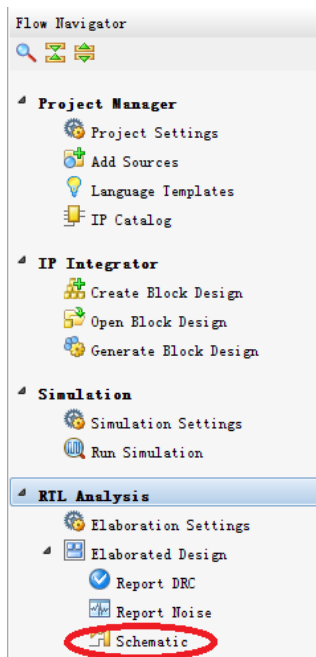 Flow Navigator
Project Manager
Project Settings
Add Sources
Language Templates
IP Catalog
IP Integrator
Create Block Design
Open Block Design
Generate Block Design
Simulation
Simulation Settings
Run Simulation
RTL Analysis
Elaboration Settings
Elaborated Design
Report DRC
Report Noise
Schematic